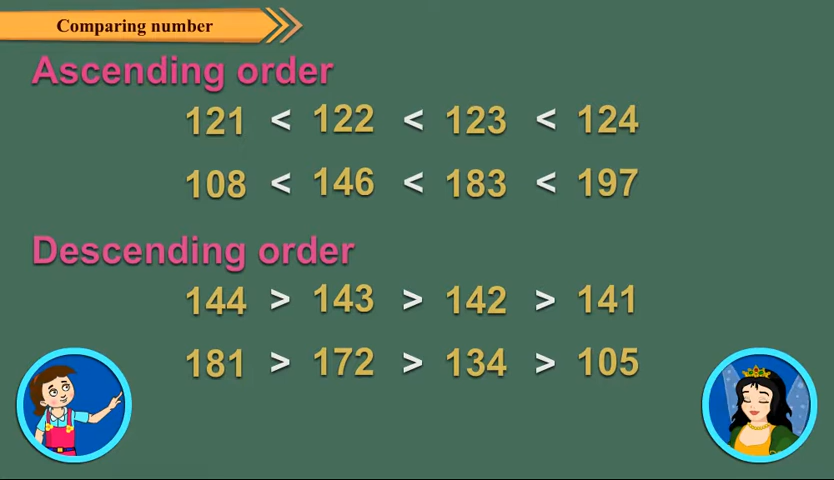 Comparing number
Ascending order
121 < 122 < 123 < 124
108 < 146 < 183 < 197
Descending order
144 > 143 > 142 > 141
181 > 172 > 134 > 105